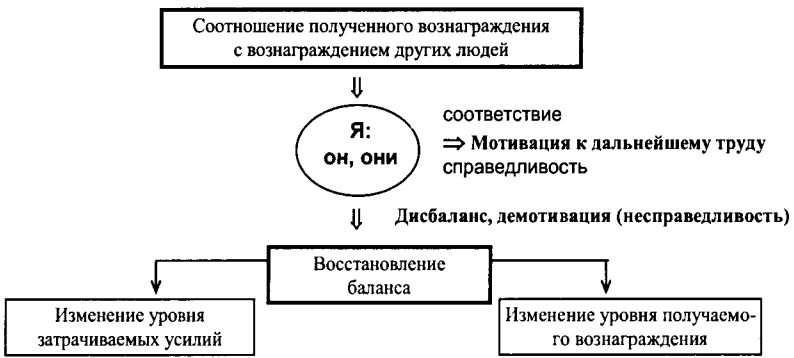 Соотношение полученного вознаграждения
с вознаграждением других людей
⇓
Я:
он, они
соответствие
⇒ Мотивация к дальнейшему труду
справедливость
⇓ Дисбаланс, демотивация (несправедливость)
Восстановление
баланса
Изменение уровня
затрачиваемых усилий
Изменение уровня получаемо-
го вознаграждения